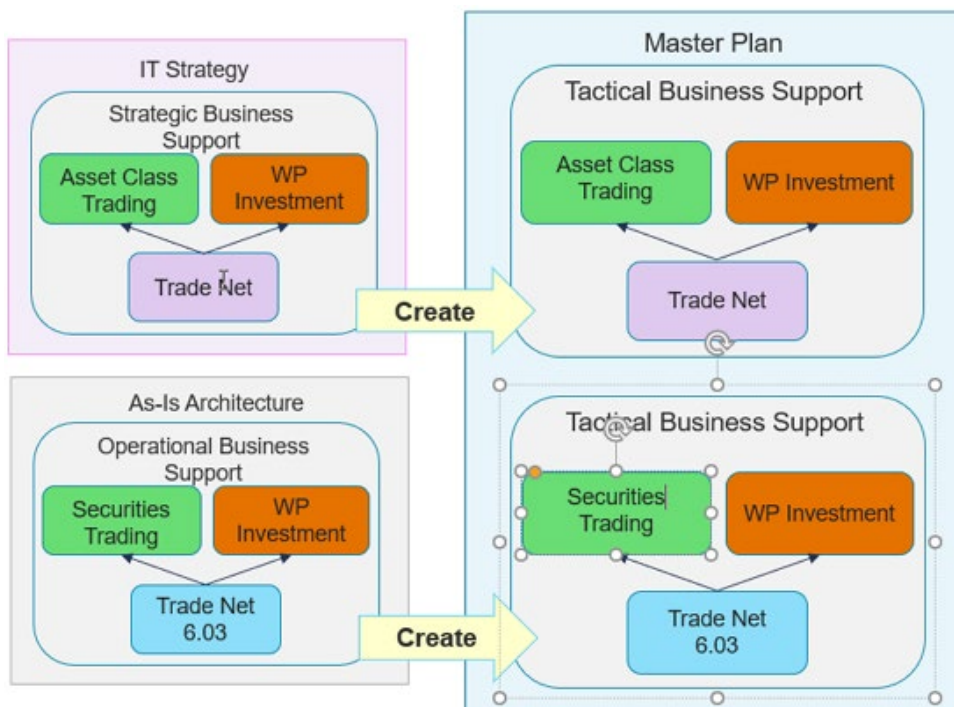 IT Strategy
Strategic Business
Support
Asset Class
Trading
WP
Investment
Trade Net
Create
As-Is Architecture
Operational Business
Support
Securities
Trading
WP
Investment
Trade Net
6.03
Create
Master Plan
Tactical Business Support
Asset Class
Trading
WP Investment
Trade Net
Tactical Business Support
Securities
Trading
WP Investment
Trade Net
6.03